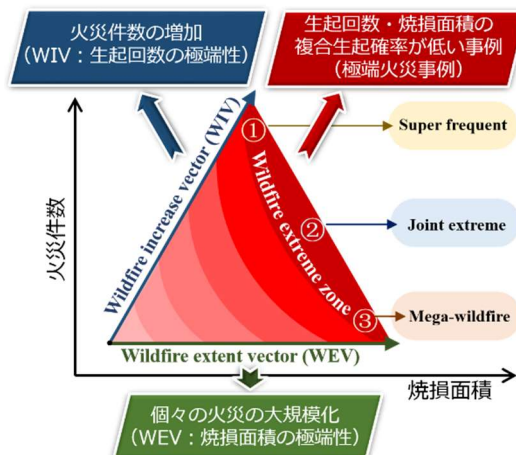 火災件数の増加
（WIV：生起回数の極端性）
生起回数・焼損面積の
複合生起確率が低い事例
（極端火災事例）
火災件数
Wildfire increase vector (WIV)
①
Wildfire extreme zone
②
③
Super frequent
Joint extreme
Mega-wildfire
Wildfire extent vector (WEV)
焼損面積
個々の火災の大規模化
（WEV：焼損面積の極端性）